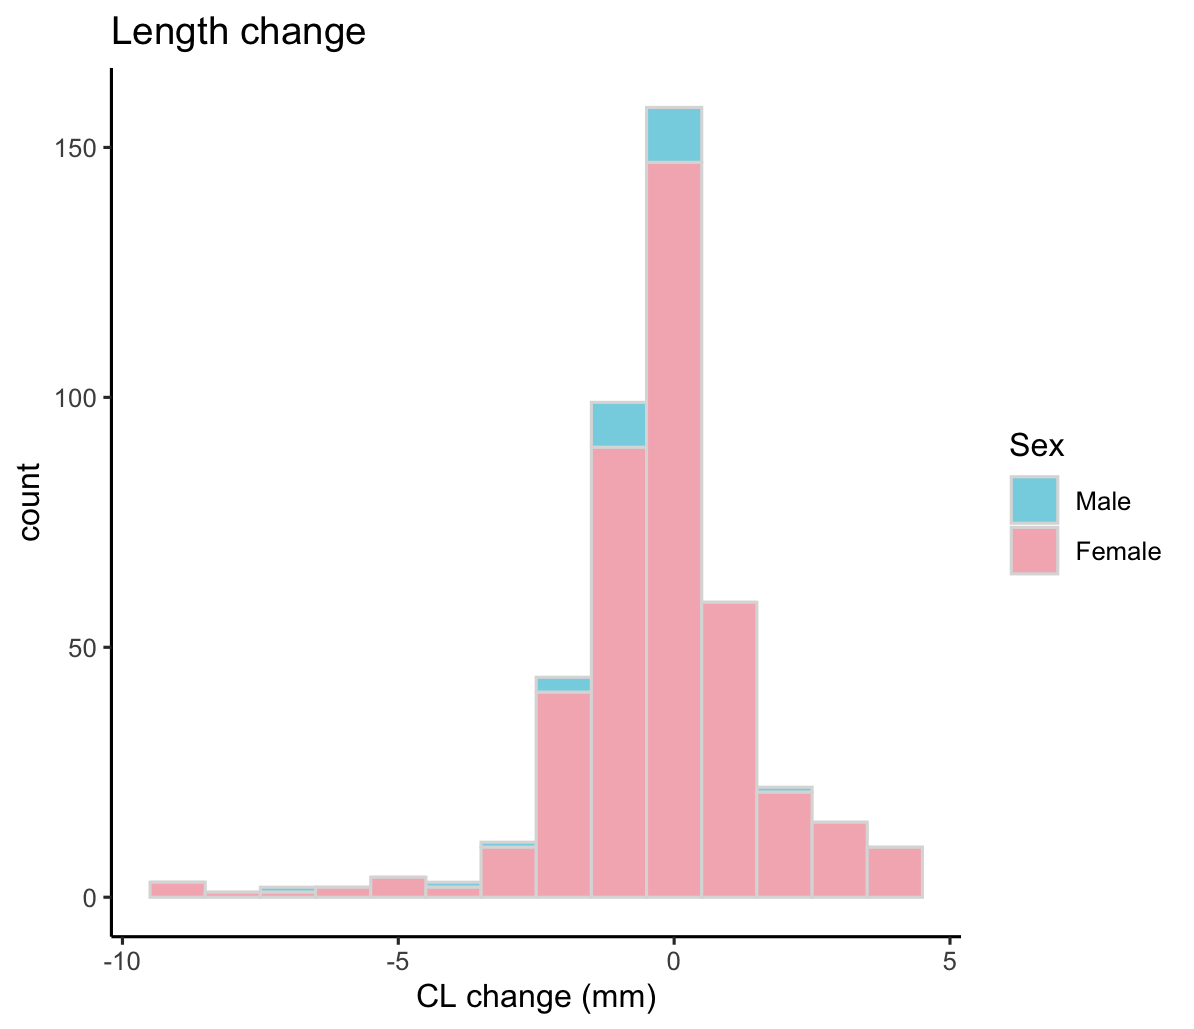 Length change
150
100
50
0
count
-10
-5
0
5
CL change (mm)
Sex
Male
Female